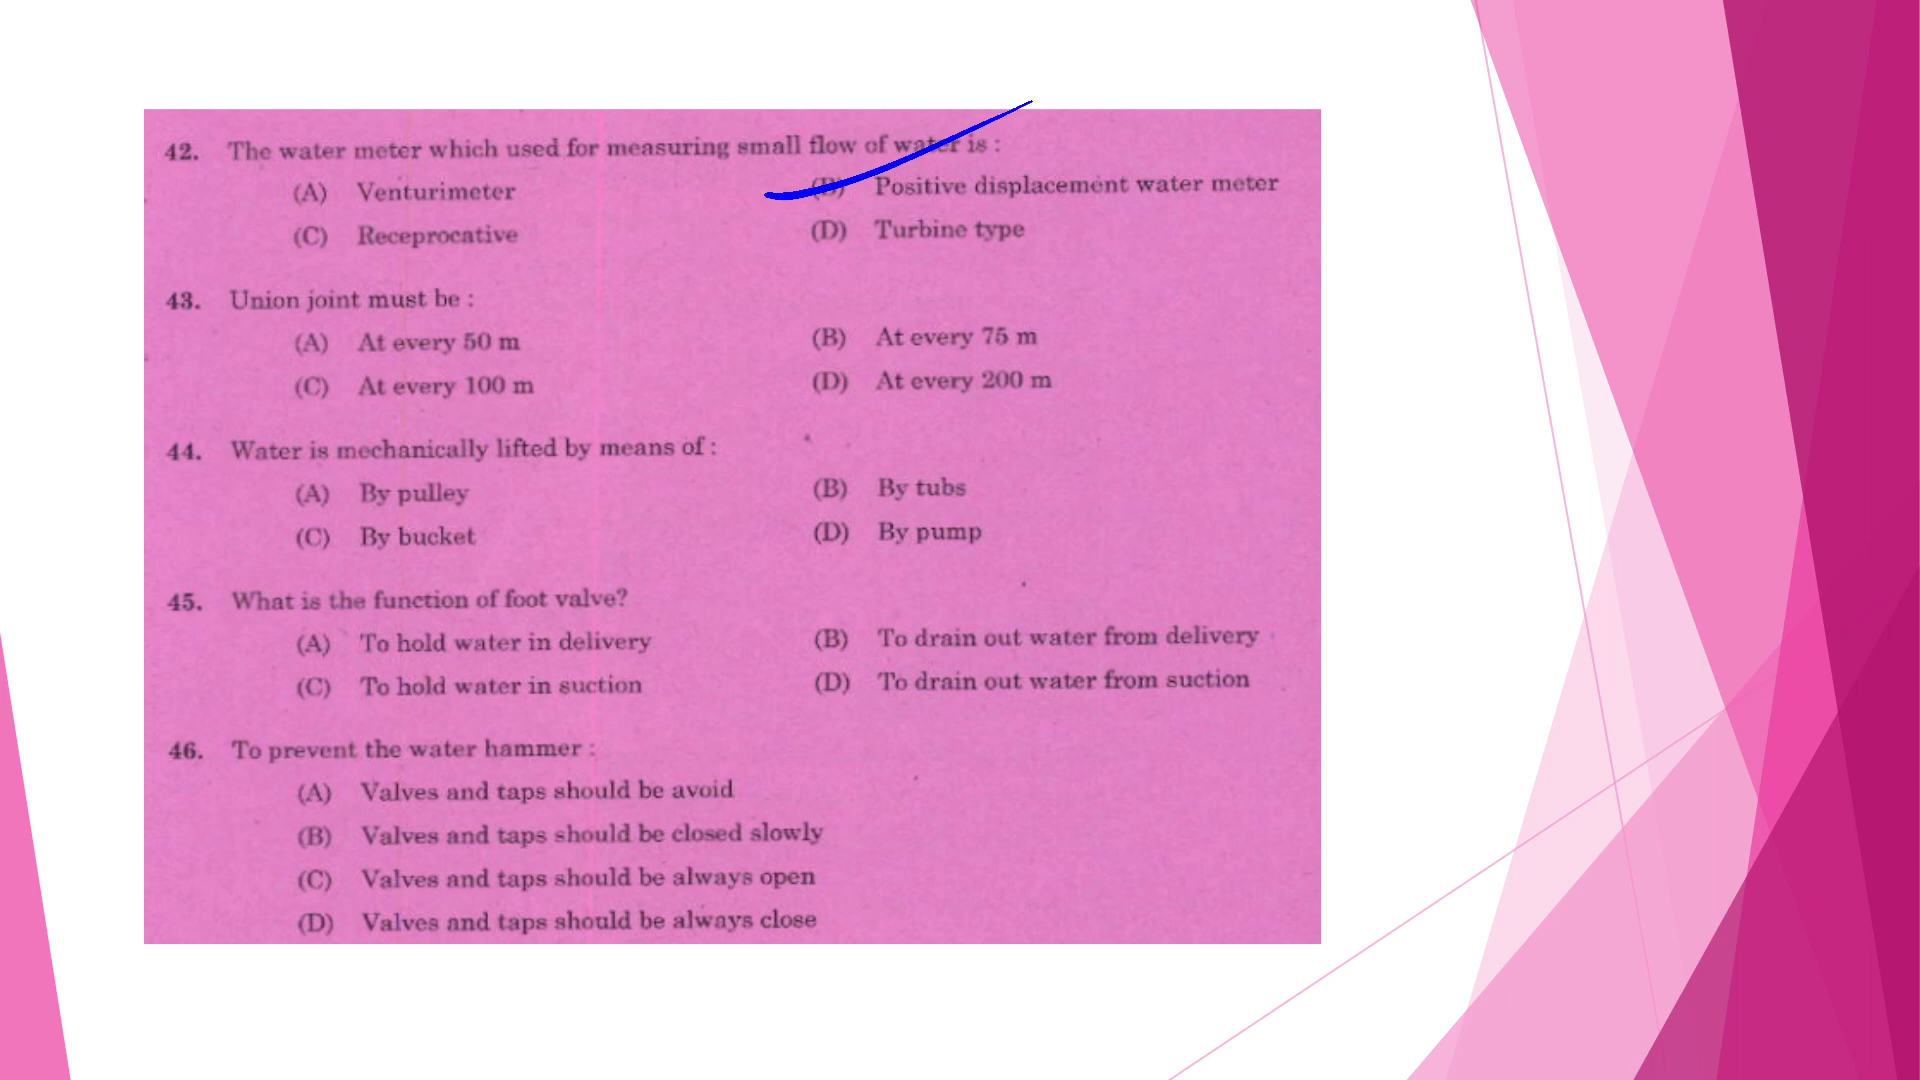 42. The water meter which used for measuring small flow of water is :
(A) Venturimeter (B) Positive displacement water meter
(C) Receprocative (D) Turbine type
43. Union joint must be :
(A) At every 50 m (B) At every 75 m
(C) At every 100 m (D) At every 200 m
44. Water is mechanically lifted by means of :
(A) By pulley (B) By tubs
(C) By bucket (D) By pump
45. What is the function of foot valve?
(A) To hold water in delivery (B) To drain out water from delivery
(C) To hold water in suction (D) To drain out water from suction
46. To prevent the water hammer :
(A) Valves and taps should be avoid
(B) Valves and taps should be closed slowly
(C) Valves and taps should be always open
(D) Valves and taps should be always close